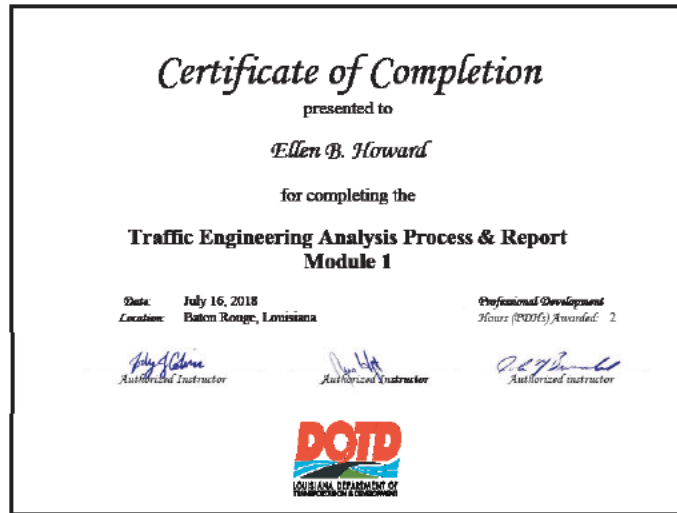 Certificate of Completion
presented to
Ellen B. Howard
for completing the
Traffic Engineering Analysis Process & Report
Module 1
Date: July 16, 2018
Location: Baton Rouge, Louisiana
Professional Development
Hours (PDHs) Awarded: 2
Authorized Instructor
Authorized Instructor
Authorized instructor
DOTD
LOUISIANA DEPARTMENT OF
TRANSPORTATION & DEVELOPMENT